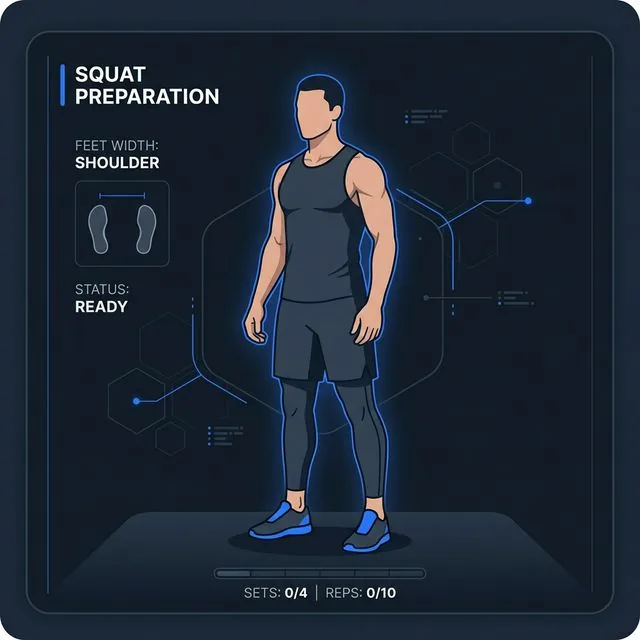 SQUAT
PREPARATION
FEET WIDTH:
SHOULDER
STATUS:
READY
SETS: 0/4 | REPS: 0/10